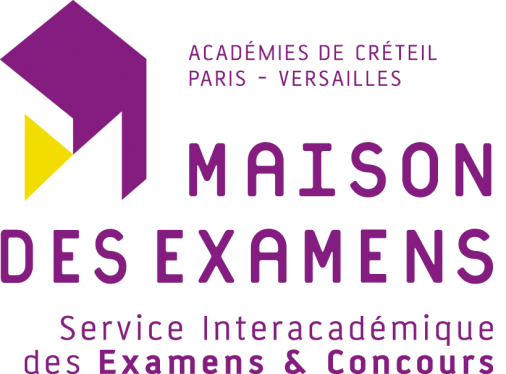 ACADÉMIES DE CRÉTEIL
PARIS - VERSAILLES
MAISON
DES EXAMENS
Service Interacadémique
des Examens & Concours